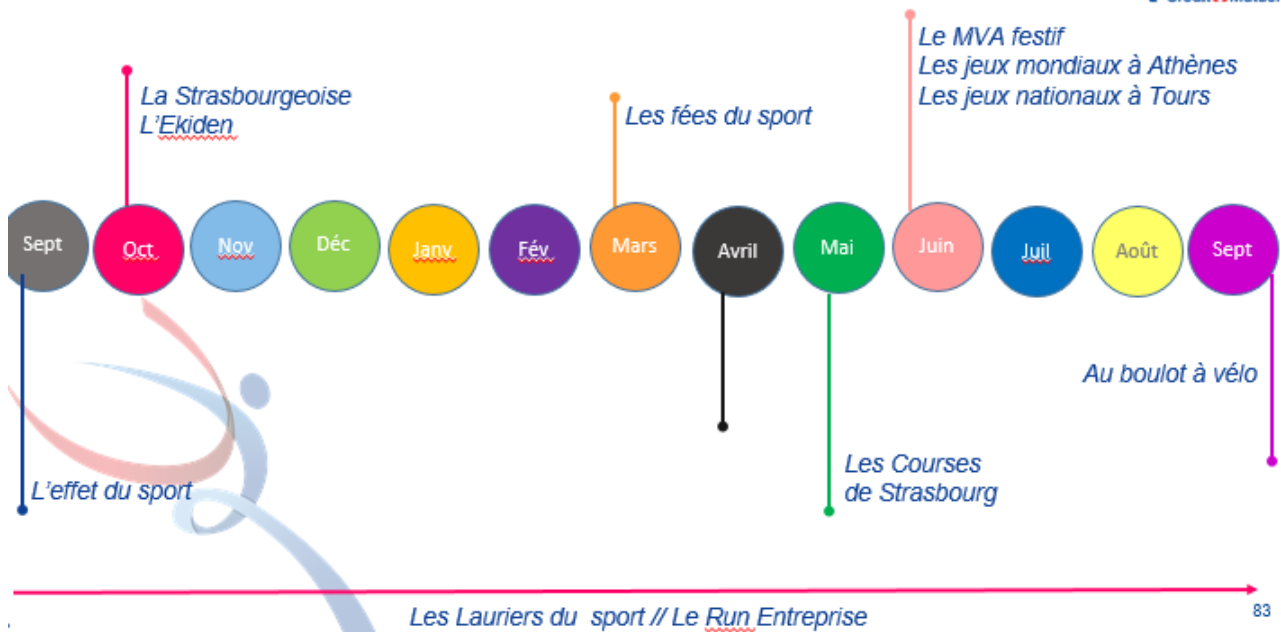 Le MVA festif
Les jeux mondiaux à Athènes
Les jeux nationaux à Tours
La Strasbourgeoise
L'Ekiden
Les fées du sport
Sept
Oct
Nov
Déc
Janv
Fév
Mars
Avril
Mai
Juin
Juil
Août
Sept
Au boulot à vélo
Les Courses
de Strasbourg
L'effet du sport
Les Lauriers du sport // Le Run Entreprise
83